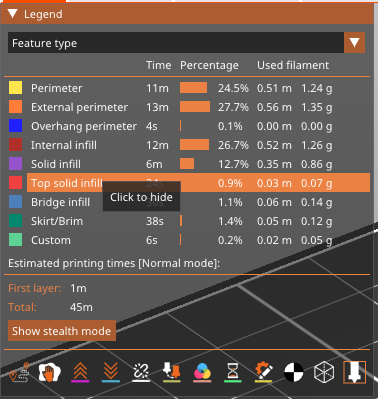 Legend
Feature type
Time Percentage Used filament
Perimeter 11m 24.5% 0.51 m 1.24 g
External perimeter 13m 27.7% 0.56 m 1.35 g
Overhang perimeter 4s 0.1% 0.00 m 0.00 g
Internal infill 12m 26.7% 0.52 m 1.26 g
Solid infill 6m 12.7% 0.35 m 0.86 g
Top solid infill 24s 0.9% 0.03 m 0.07 g
Click to hide
Bridge infill 1.1% 0.06 m 0.14 g
Skirt/Brim 38s 1.4% 0.05 m 0.12 g
Custom 6s 0.2% 0.02 m 0.05 g
Estimated printing times [Normal mode]:
First layer: 1m
Total: 45m
Show stealth mode